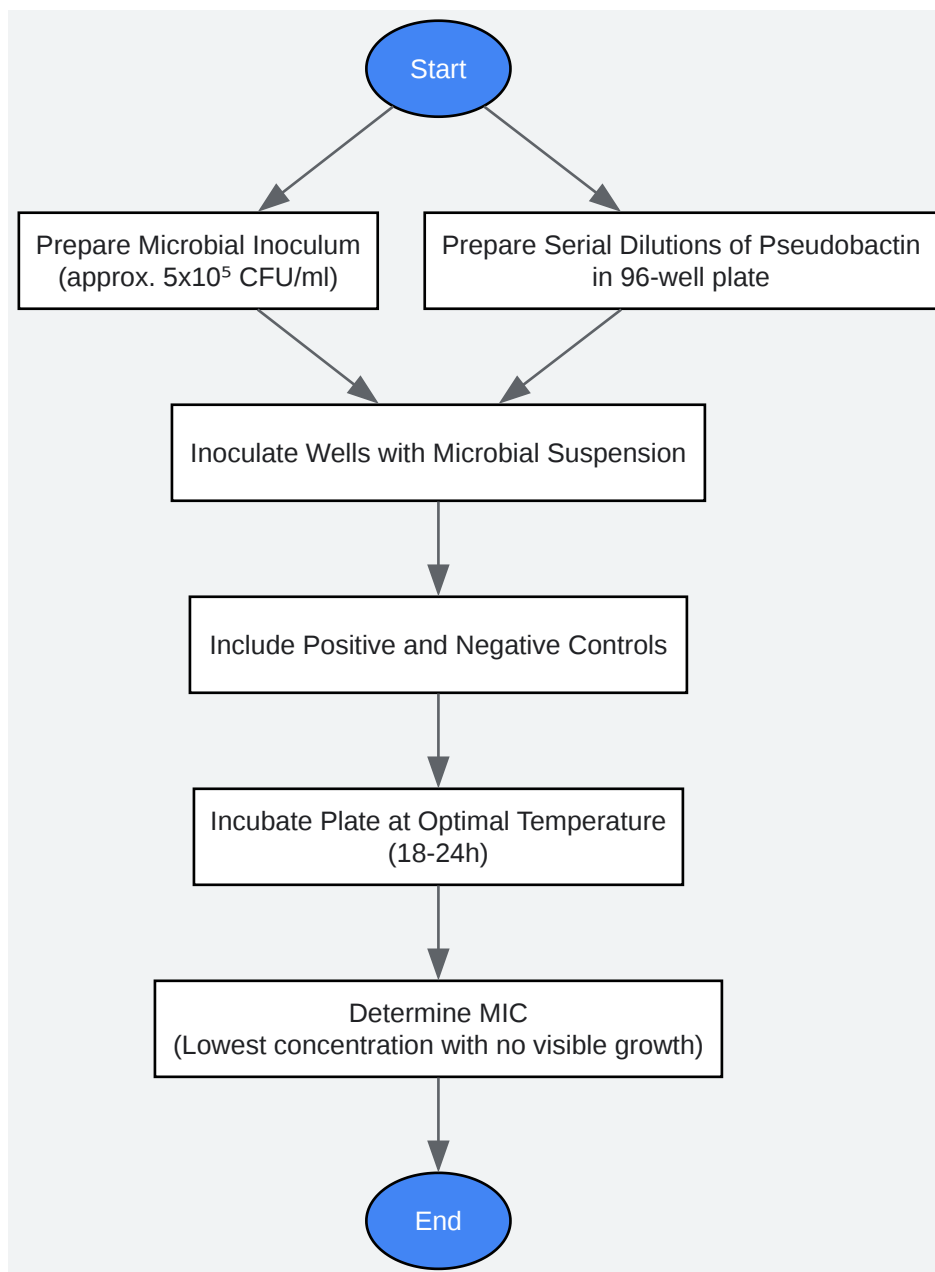 Start
Prepare Microbial Inoculum
(approx. 5x10⁵ CFU/ml)
Prepare Serial Dilutions of Pseudobactin
in 96-well plate
Inoculate Wells with Microbial Suspension
Include Positive and Negative Controls
Incubate Plate at Optimal Temperature
(18-24h)
Determine MIC
(Lowest concentration with no visible growth)
End